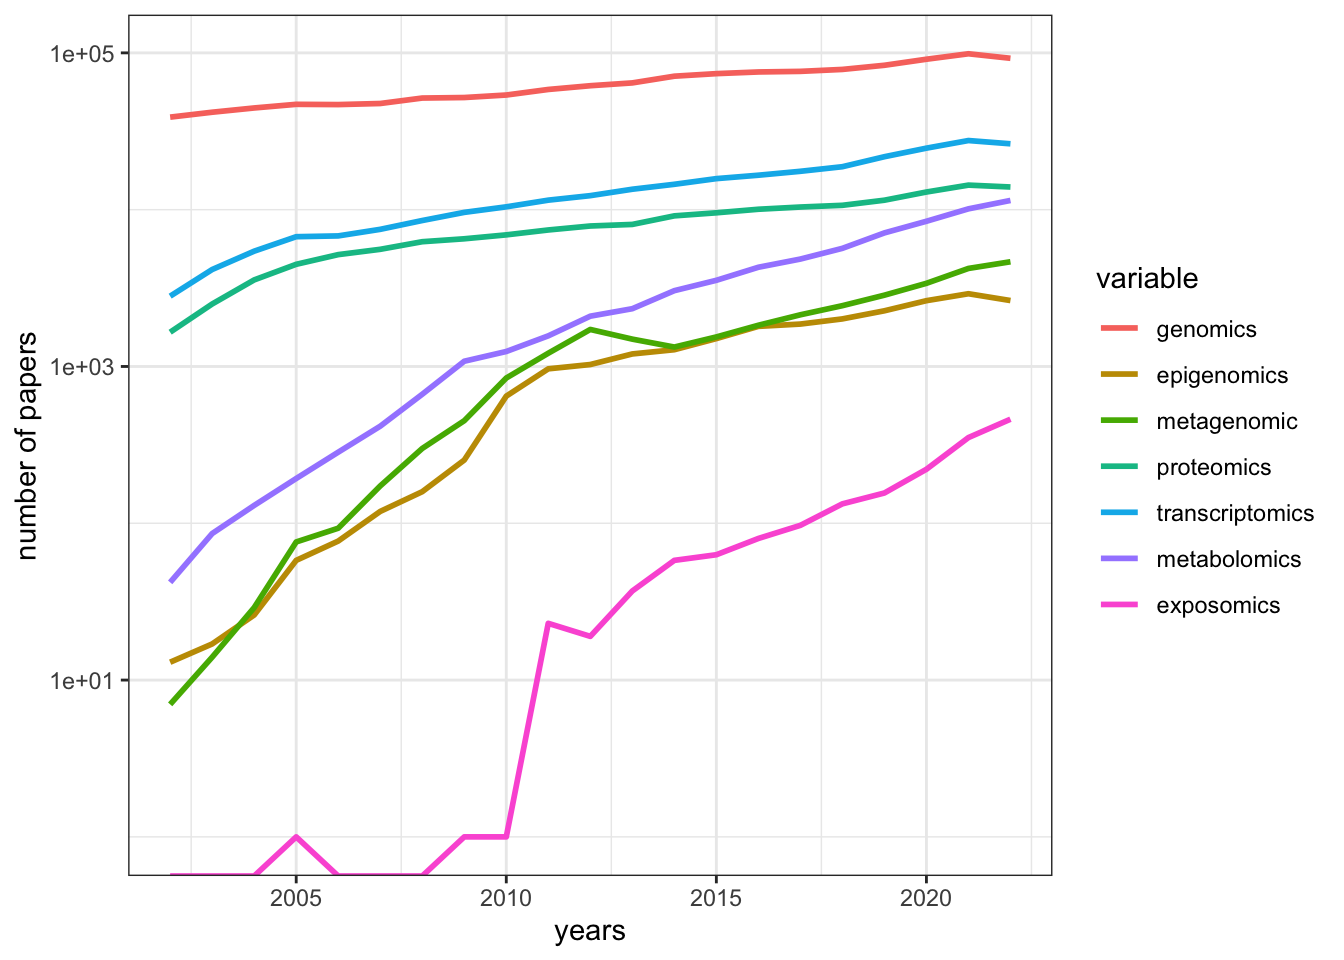 1e+05
1e+03
1e+01
number of papers
2005
2010
2015
2020
years
variable
genomics
epigenomics
metagenomic
proteomics
transcriptomics
metabolomics
exposomics